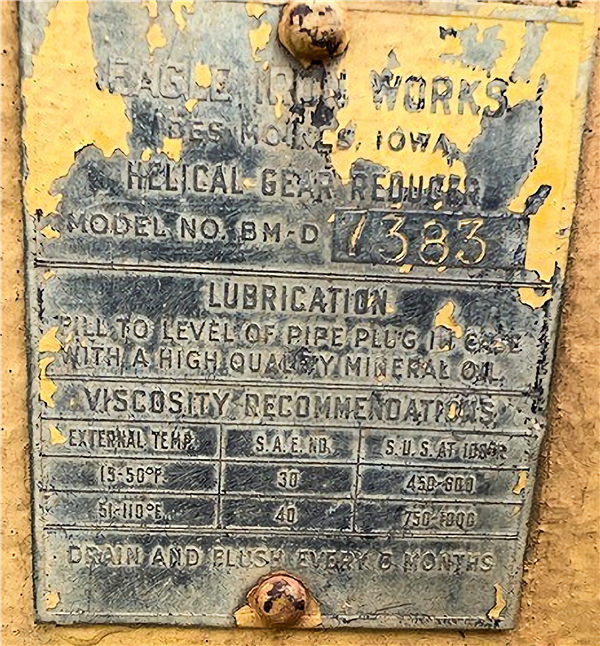 EAGLE IRON WORKS
DES MOINES, IOWA
HELICAL GEAR REDUCER
MODEL NO. BM-D 7383
LUBRICATION
FILL TO LEVEL OF PIPE PLUG IN CASE
WITH A HIGH QUALITY MINERAL OIL.
VISCOSITY RECOMMENDATIONS
EXTERNAL TEMP. S.A.E. NO. S.U.S. AT 100°F
15-50°F. 30 450-600
51-110°F. 40 750-1000
DRAIN AND FLUSH EVERY 6 MONTHS